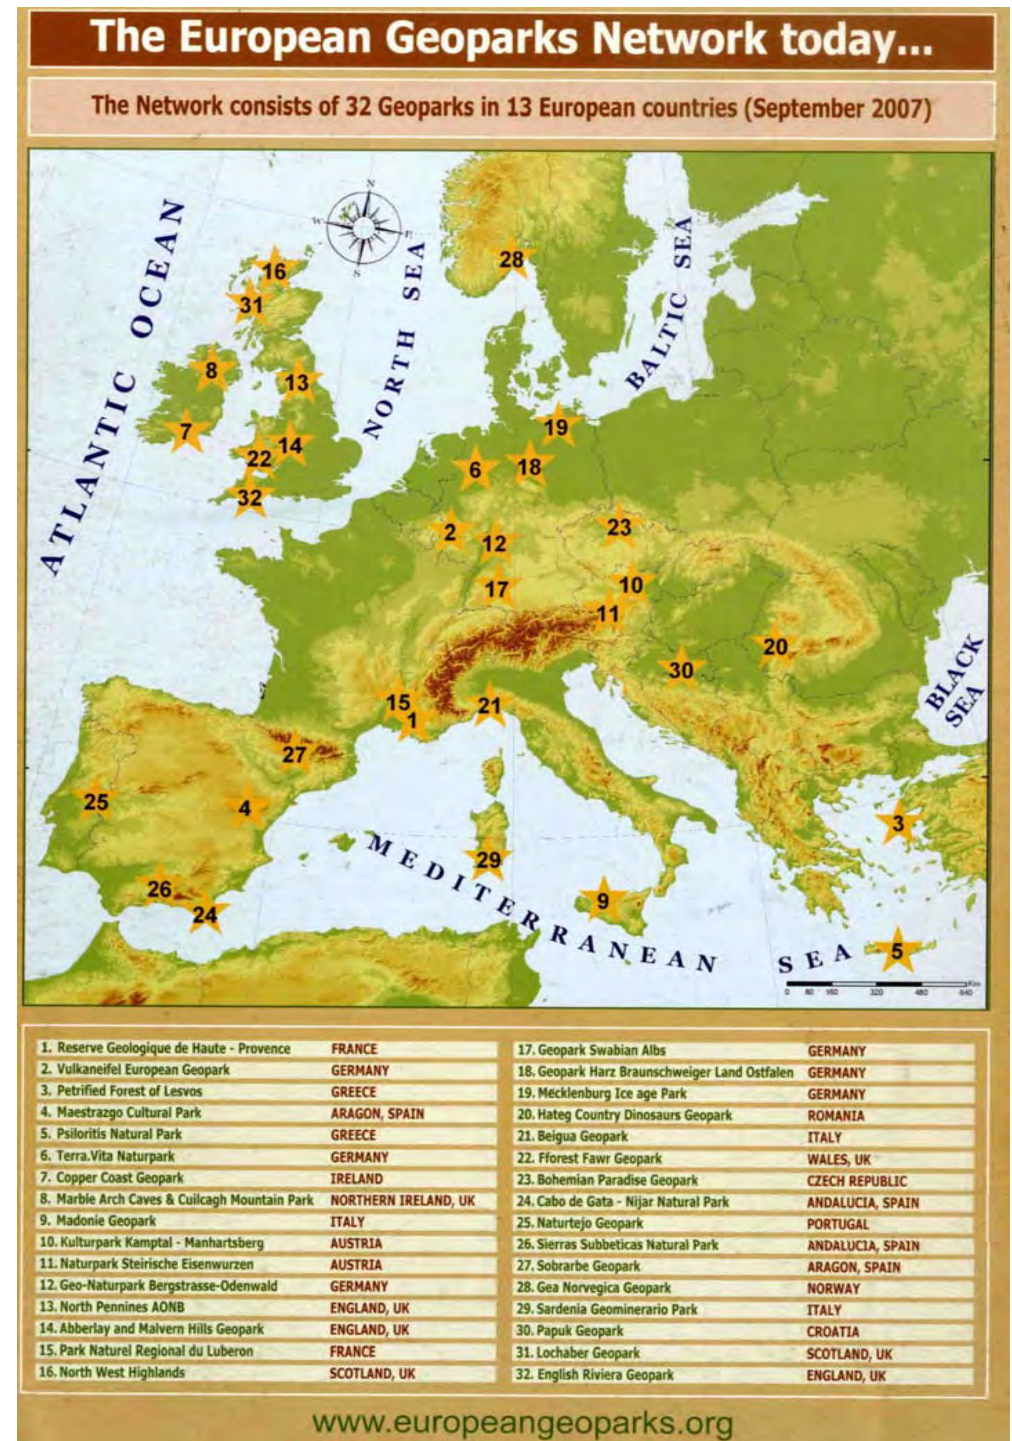 The European Geoparks Network today...
The Network consists of 32 Geoparks in 13 European countries (September 2007)
N
W
E
S
ATLANTIC OCEAN
NORTH SEA
BALTIC SEA
BLACK SEA
MEDITERRANEAN SEA
16
31
28
8
13
7
14
22
32
19
6
18
2
12
23
17
10
11
20
30
15
1
21
27
25
4
3
29
26
24
9
5
0 80 160 320 480 640 Km
1. Reserve Geologique de Haute - Provence FRANCE
2. Vulkaneifel European Geopark GERMANY
3. Petrified Forest of Lesvos GREECE
4. Maestrazgo Cultural Park ARAGON, SPAIN
5. Psiloritis Natural Park GREECE
6. Terra.Vita Naturpark GERMANY
7. Copper Coast Geopark IRELAND
8. Marble Arch Caves & Cuilcagh Mountain Park NORTHERN IRELAND, UK
9. Madonie Geopark ITALY
10. Kulturpark Kamptal - Manhartsberg AUSTRIA
11. Naturpark Steirische Eisenwurzen AUSTRIA
12. Geo-Naturpark Bergstrasse-Odenwald GERMANY
13. North Pennines AONB ENGLAND, UK
14. Abberlay and Malvern Hills Geopark ENGLAND, UK
15. Park Naturel Regional du Luberon FRANCE
16. North West Highlands SCOTLAND, UK
17. Geopark Swabian Albs GERMANY
18. Geopark Harz Braunschweiger Land Ostfalen GERMANY
19. Mecklenburg Ice age Park GERMANY
20. Hateg Country Dinosaurs Geopark ROMANIA
21. Beigua Geopark ITALY
22. Fforest Fawr Geopark WALES, UK
23. Bohemian Paradise Geopark CZECH REPUBLIC
24. Cabo de Gata - Nijar Natural Park ANDALUCIA, SPAIN
25. Naturtejo Geopark PORTUGAL
26. Sierras Subbeticas Natural Park ANDALUCIA, SPAIN
27. Sobrarbe Geopark ARAGON, SPAIN
28. Gea Norvegica Geopark NORWAY
29. Sardenia Geominerario Park ITALY
30. Papuk Geopark CROATIA
31. Lochaber Geopark SCOTLAND, UK
32. English Riviera Geopark ENGLAND, UK
www.europeangeoparks.org